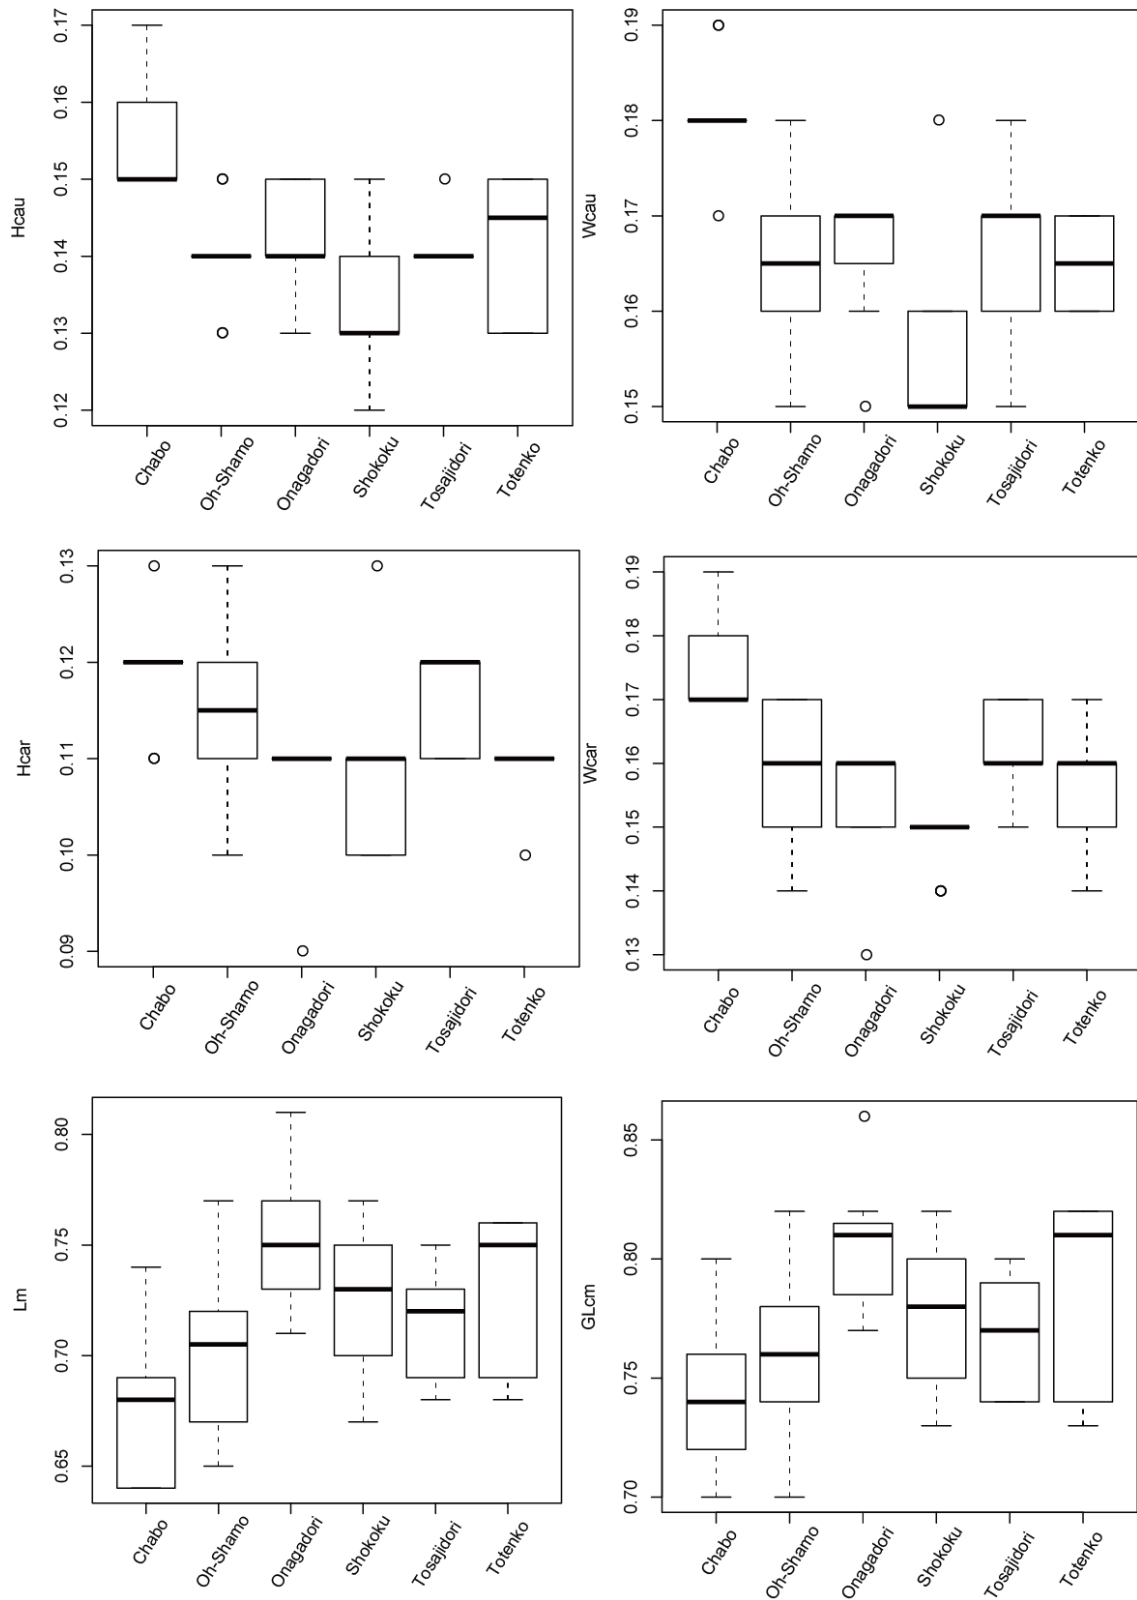 Hcau
0.17
0.16
0.15
0.14
0.13
0.12
Chabo
Oh-Shamo
Onagadori
Shokoku
Tosajidori
Totenko
Wcau
0.19
0.18
0.17
0.16
0.15
Chabo
Oh-Shamo
Onagadori
Shokoku
Tosajidori
Totenko
Hcar
0.13
0.12
0.11
0.10
0.09
Chabo
Oh-Shamo
Onagadori
Shokoku
Tosajidori
Totenko
Wcar
0.19
0.18
0.17
0.16
0.15
0.14
0.13
Chabo
Oh-Shamo
Onagadori
Shokoku
Tosajidori
Totenko
Lm
0.80
0.75
0.70
0.65
Chabo
Oh-Shamo
Onagadori
Shokoku
Tosajidori
Totenko
GLcm
0.85
0.80
0.75
0.70
Chabo
Oh-Shamo
Onagadori
Shokoku
Tosajidori
Totenko